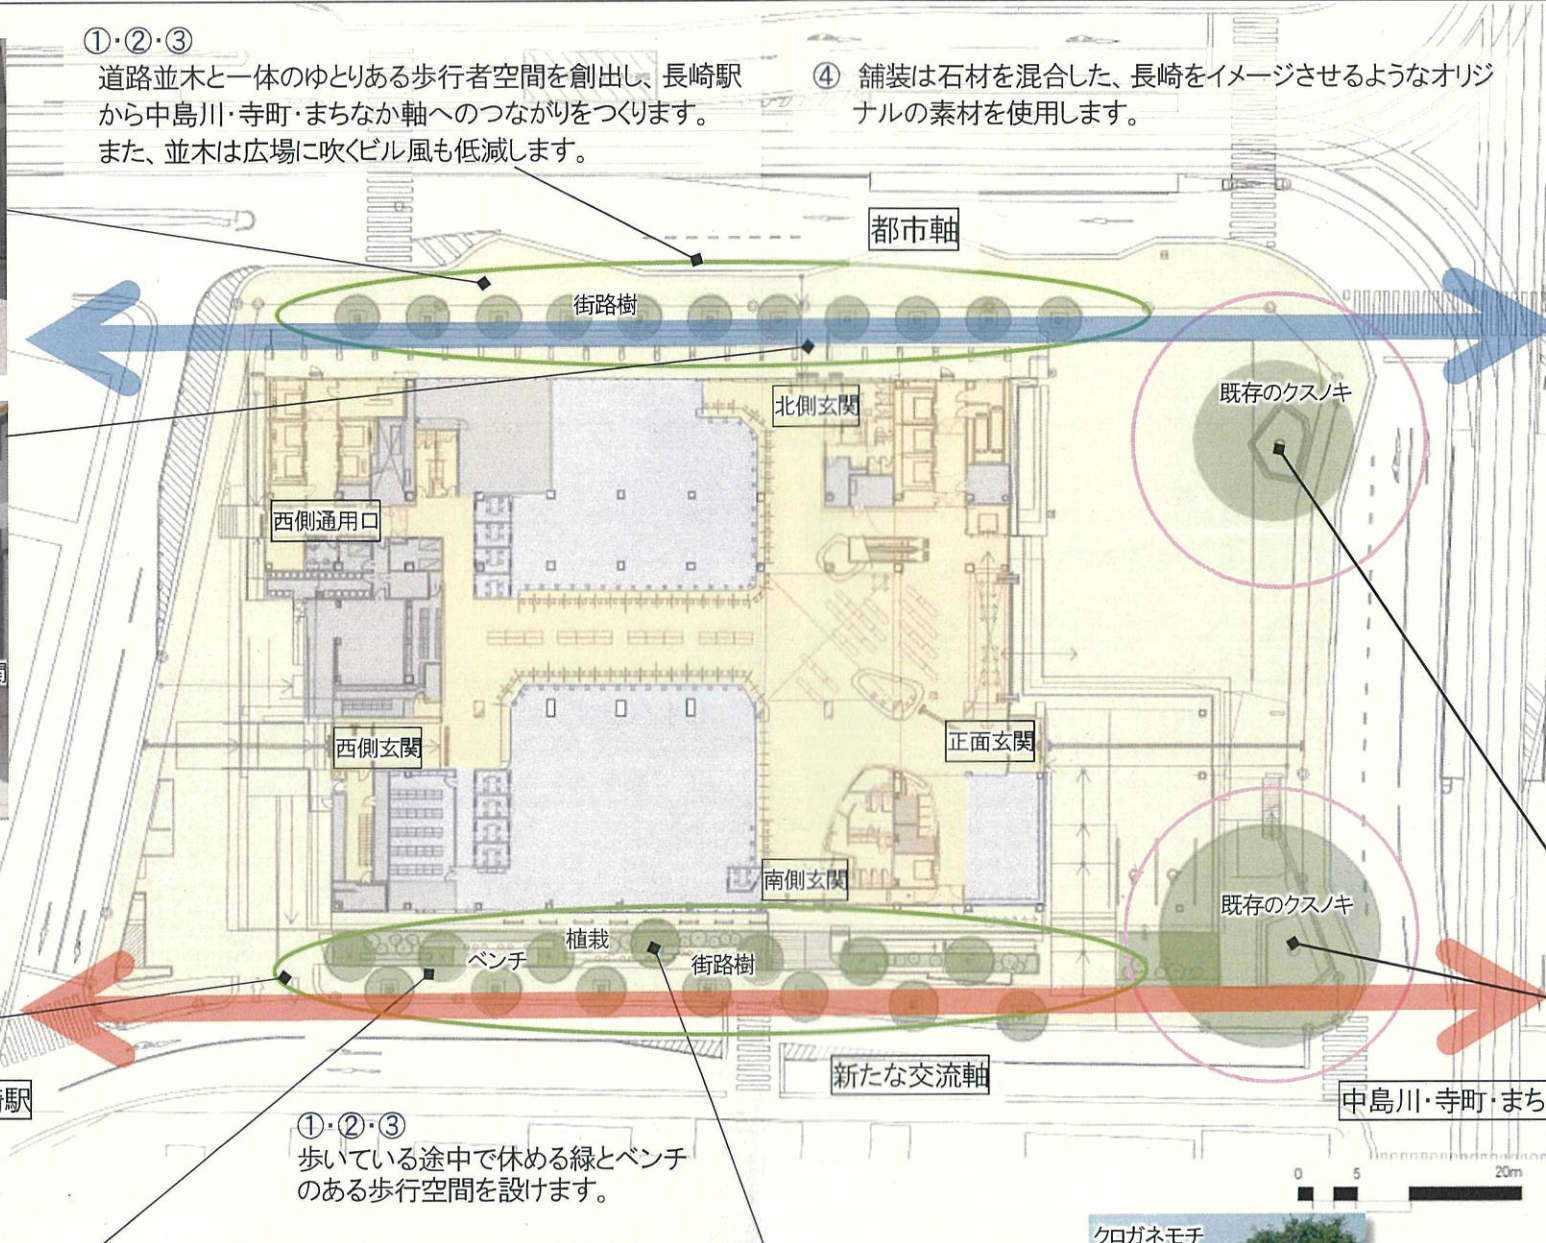 ①・②・③
道路並木と一体のゆとりある歩行者空間を創出し、長崎駅
から中島川・寺町・まちなか軸へのつながりをつくります。
また、並木は広場に吹くビル風も低減します。
④ 舗装は石材を混合した、長崎をイメージさせるようなオリジ
ナルの素材を使用します。
都市軸
街路樹
既存のクスノキ
北側玄関
西側通用口
関
西側玄関
正面玄関
南側玄関
既存のクスノキ
植栽
ベンチ
街路樹
新たな交流軸
崎駅
中島川・寺町・まち
①・②・③
歩いている途中で休める緑とベンチ
のある歩行空間を設けます。
0 5 20m
クロガネモチ